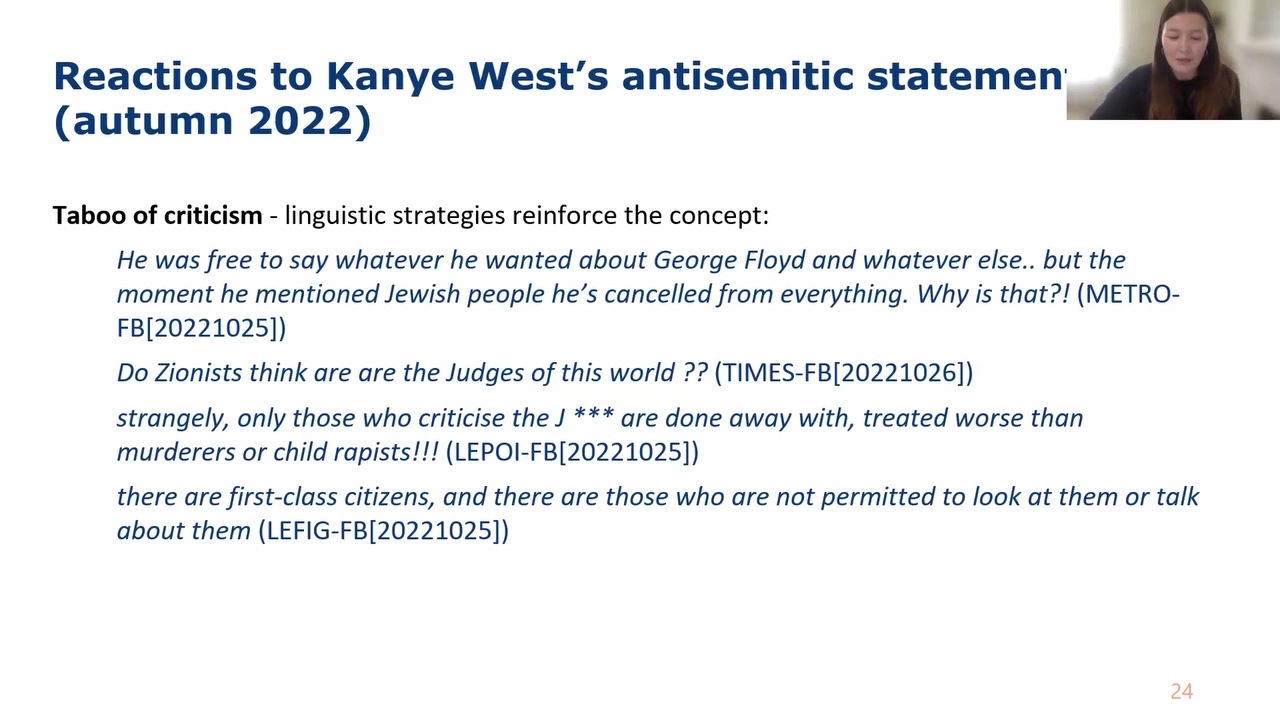 Reactions to Kanye West’s antisemitic statement
(autumn 2022)
Taboo of criticism - linguistic strategies reinforce the concept:
He was free to say whatever he wanted about George Floyd and whatever else.. but the
moment he mentioned Jewish people he’s cancelled from everything. Why is that?! (METRO-
FB[20221025])
Do Zionists think are are the Judges of this world ?? (TIMES-FB[20221026])
strangely, only those who criticise the J *** are done away with, treated worse than
murderers or child rapists!!! (LEPOI-FB[20221025])
there are first-class citizens, and there are those who are not permitted to look at them or talk
about them (LEFIG-FB[20221025])
24